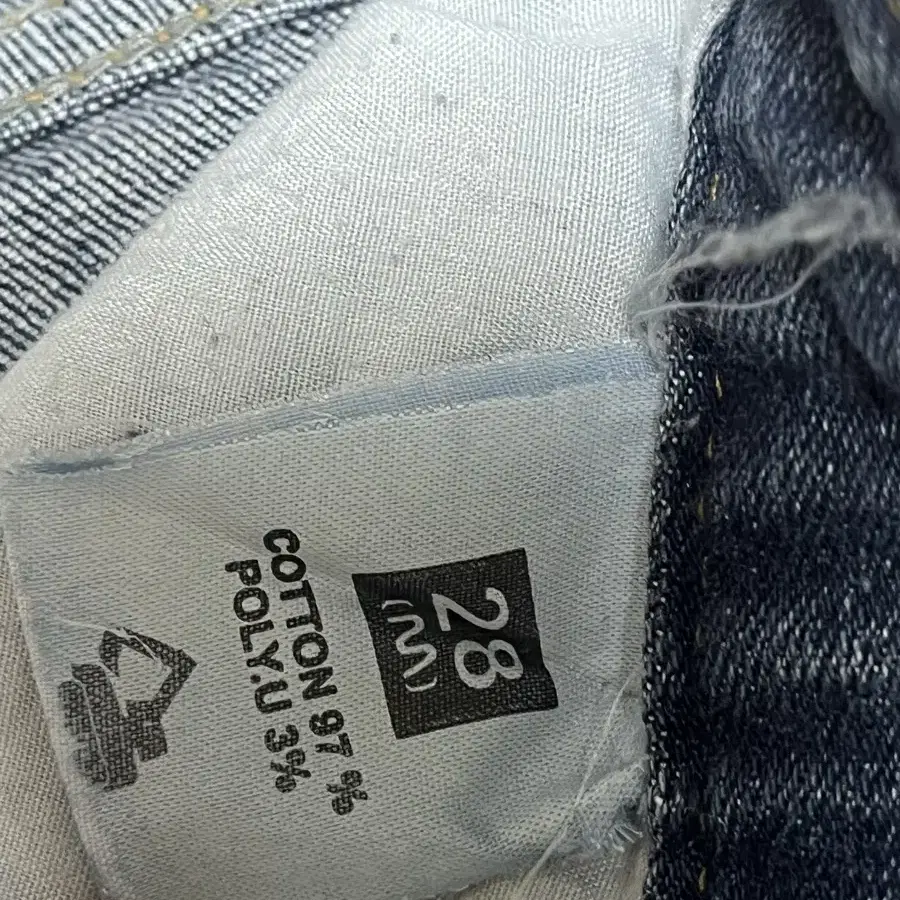 28
(M)
COTTON 97 %
POLY.U 3%